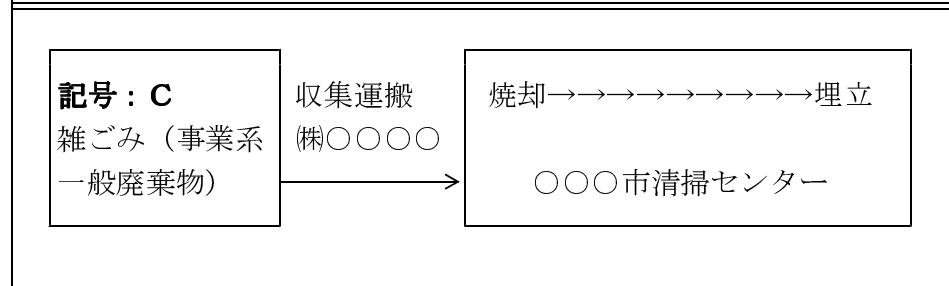 記号：C
雑ごみ（事業系
一般廃棄物）
収集運搬
㈱○○○○
焼却→→→→→→→→→埋立
○○○市清掃センター